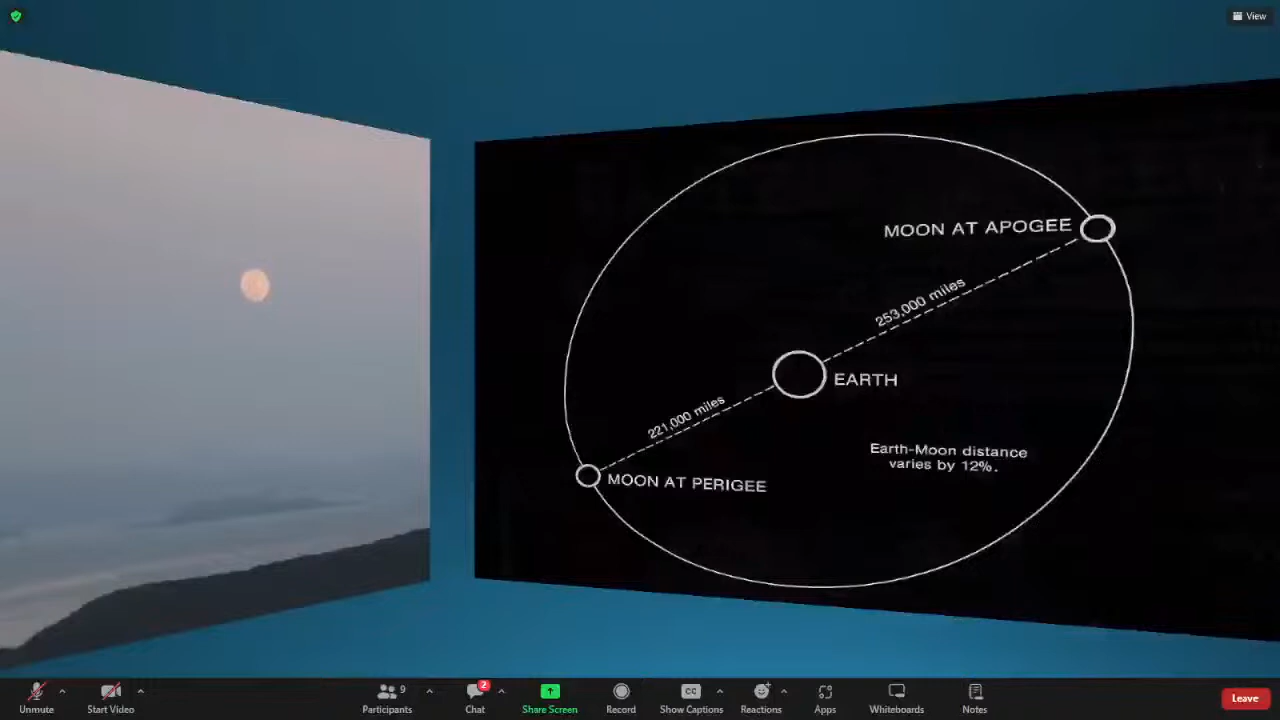 View
MOON AT APOGEE
253,000 miles
EARTH
221,000 miles
Earth-Moon distance
varies by 12%.
MOON AT PERIGEE
9
2
CC
Unmute
Start Video
Participants
Chat
Share Screen
Record
Show Captions
Reactions
Apps
Whiteboards
Notes
Leave